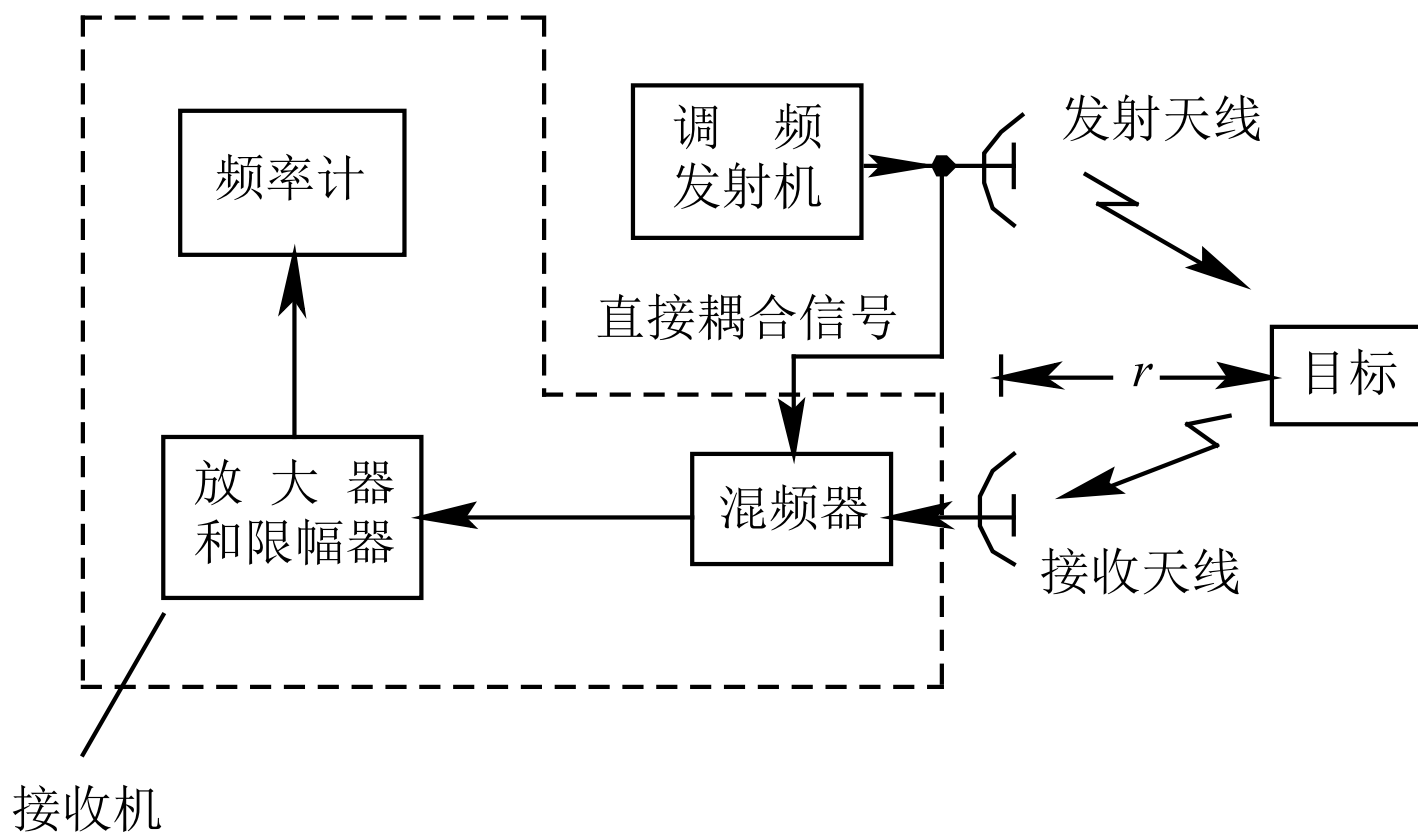 调 频
发射机
发射天线
频率计
直接耦合信号
r
目标
放 大 器
和限幅器
混频器
接收天线
接收机